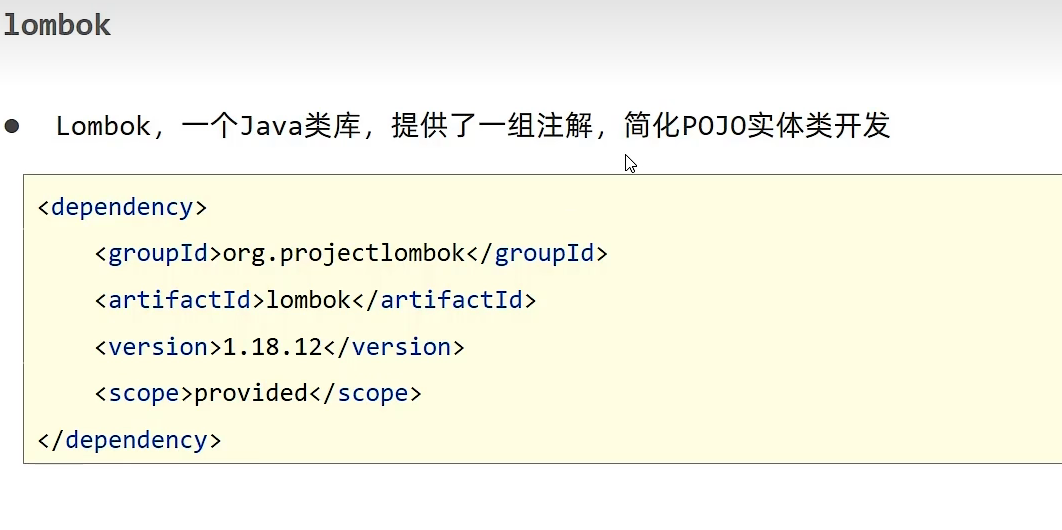 lombok
● Lombok，一个Java类库，提供了一组注解，简化POJO实体类开发
<dependency>
    <groupId>org.projectlombok</groupId>
    <artifactId>lombok</artifactId>
    <version>1.18.12</version>
    <scope>provided</scope>
</dependency>